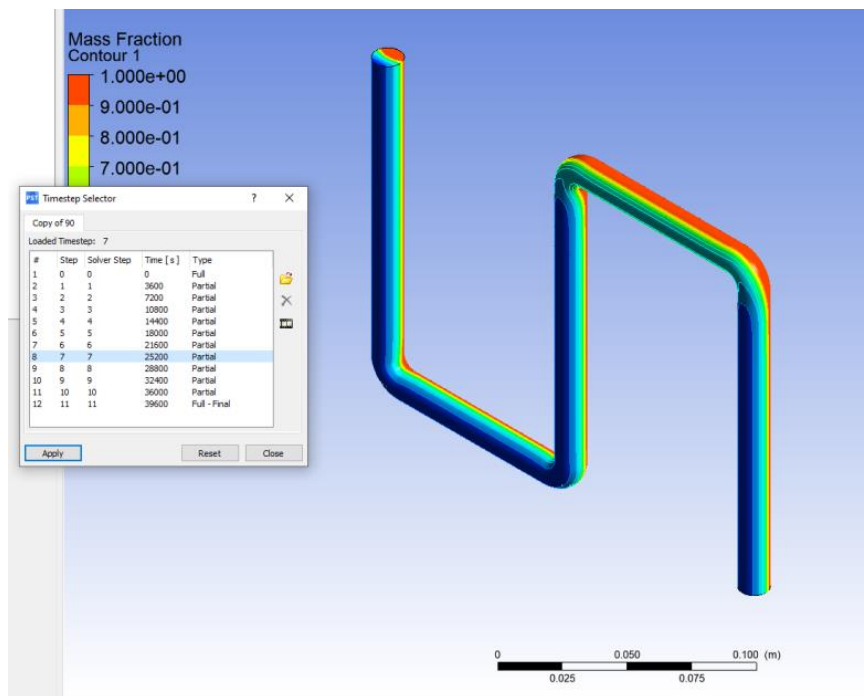 Mass Fraction
Contour 1
1.000e+00
9.000e-01
8.000e-01
7.000e-01
PST Timestep Selector ? ×
Copy of 90
Loaded Timestep: 7
# Step Solver Step Time [ s ] Type
1 0 0 0 Full
2 1 1 3600 Partial
3 2 2 7200 Partial
4 3 3 10800 Partial
5 4 4 14400 Partial
6 5 5 18000 Partial
7 6 6 21600 Partial
8 7 7 25200 Partial
9 8 8 28800 Partial
10 9 9 32400 Partial
11 10 10 36000 Partial
12 11 11 39600 Full - Final
Apply Reset Close
0 0.050 0.100 (m)
0.025 0.075